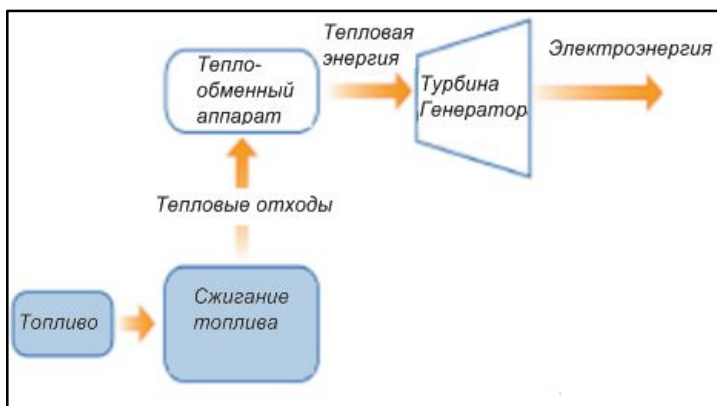 Тепловая
энергия
Электроэнергия
Тепло-
обменный
аппарат
Турбина
Генератор
Тепловые отходы
Топливо
Сжигание
топлива